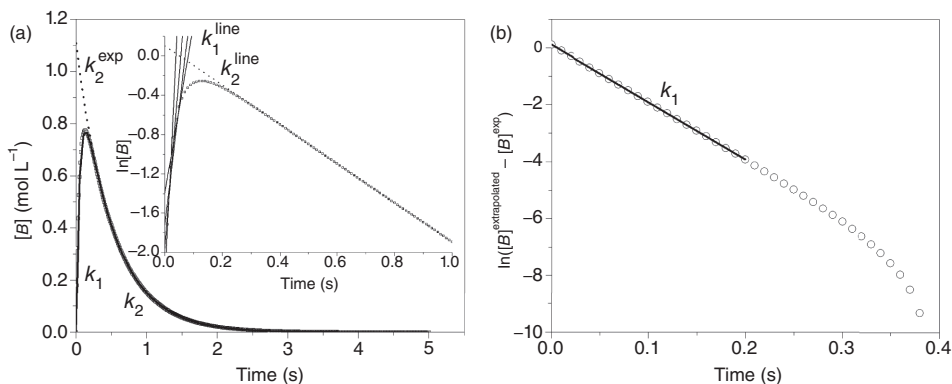 (a)
[B] (mol L⁻¹)
1.2
1.0
0.8
0.6
0.4
0.2
0.0
k₂ᵉˣᵖ
k₁
k₂
0 1 2 3 4 5
Time (s)
k₁ˡⁱⁿᵉ
k₂ˡⁱⁿᵉ
ln[B]
0.0
−0.4
−0.8
−1.2
−1.6
−2.0
0.0 0.2 0.4 0.6 0.8 1.0
Time (s)
(b)
ln([B]ᵉˣᵗʳᵃᵖᵒˡᵃᵗᵉᵈ − [B]ᵉˣᵖ)
0
−2
−4
−6
−8
−10
k₁
0.0 0.1 0.2 0.3 0.4
Time (s)